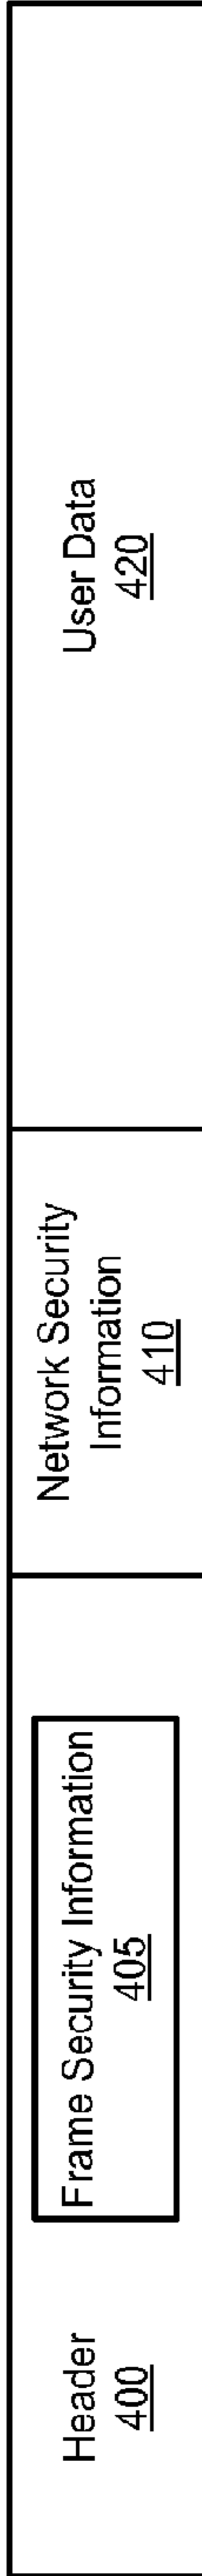 Header
400
Frame Security Information
405
Network Security
Information
410
User Data
420